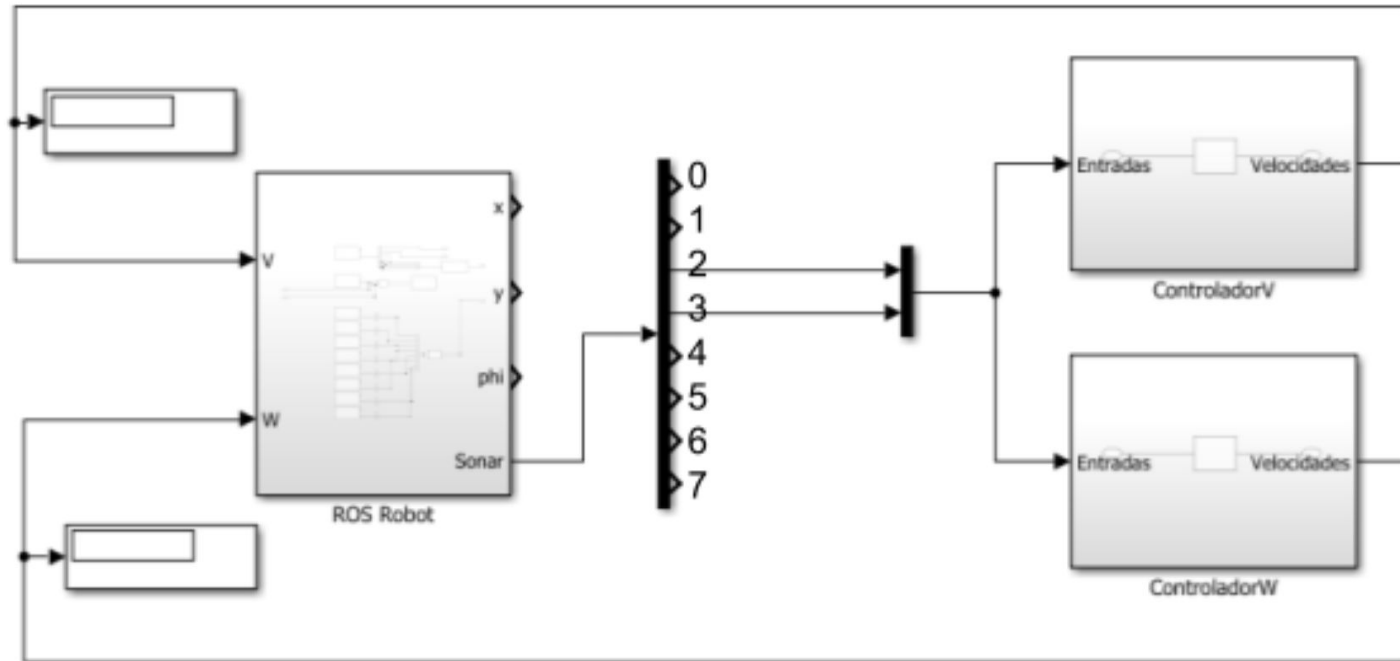 V
W
x
y
phi
Sonar
ROS Robot
0
1
2
3
4
5
6
7
Entradas Velocidades
ControladorV
Entradas Velocidades
ControladorW